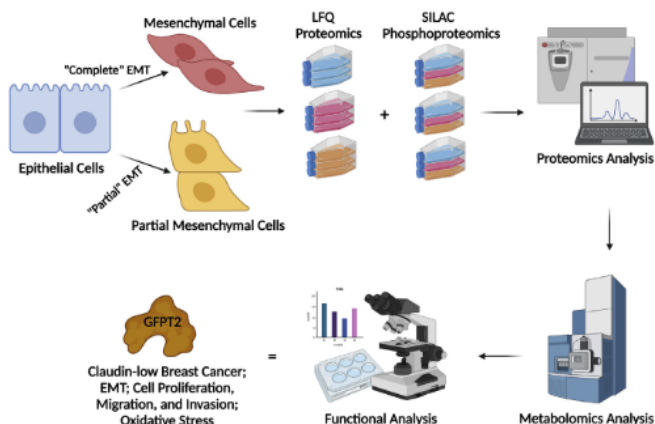 Mesenchymal Cells
LFQ
Proteomics
SILAC
Phosphoproteomics
"Complete" EMT
+
Epithelial Cells
"Partial" EMT
Partial Mesenchymal Cells
Proteomics Analysis
GFPT2
=
Claudin-low Breast Cancer;
EMT; Cell Proliferation,
Migration, and Invasion;
Oxidative Stress
Functional Analysis
Metabolomics Analysis